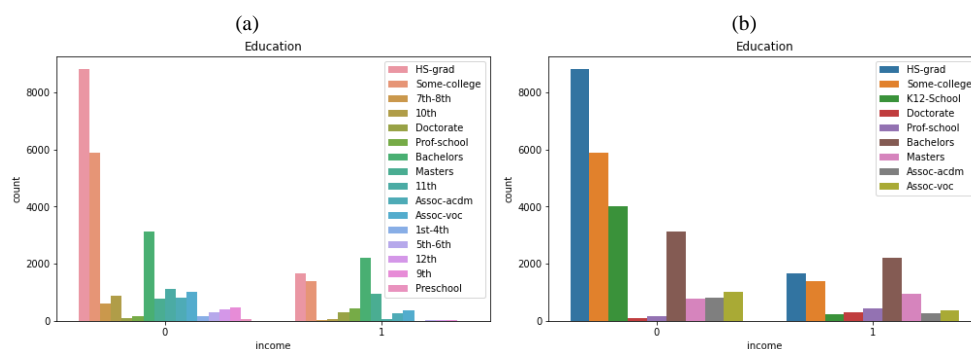 (a)
Education
8000
6000
4000
2000
0
count
0
1
income
HS-grad
Some-college
7th-8th
10th
Doctorate
Prof-school
Bachelors
Masters
11th
Assoc-acdm
Assoc-voc
1st-4th
5th-6th
12th
9th
Preschool
(b)
Education
8000
6000
4000
2000
0
count
0
1
income
HS-grad
Some-college
K12-School
Doctorate
Prof-school
Bachelors
Masters
Assoc-acdm
Assoc-voc